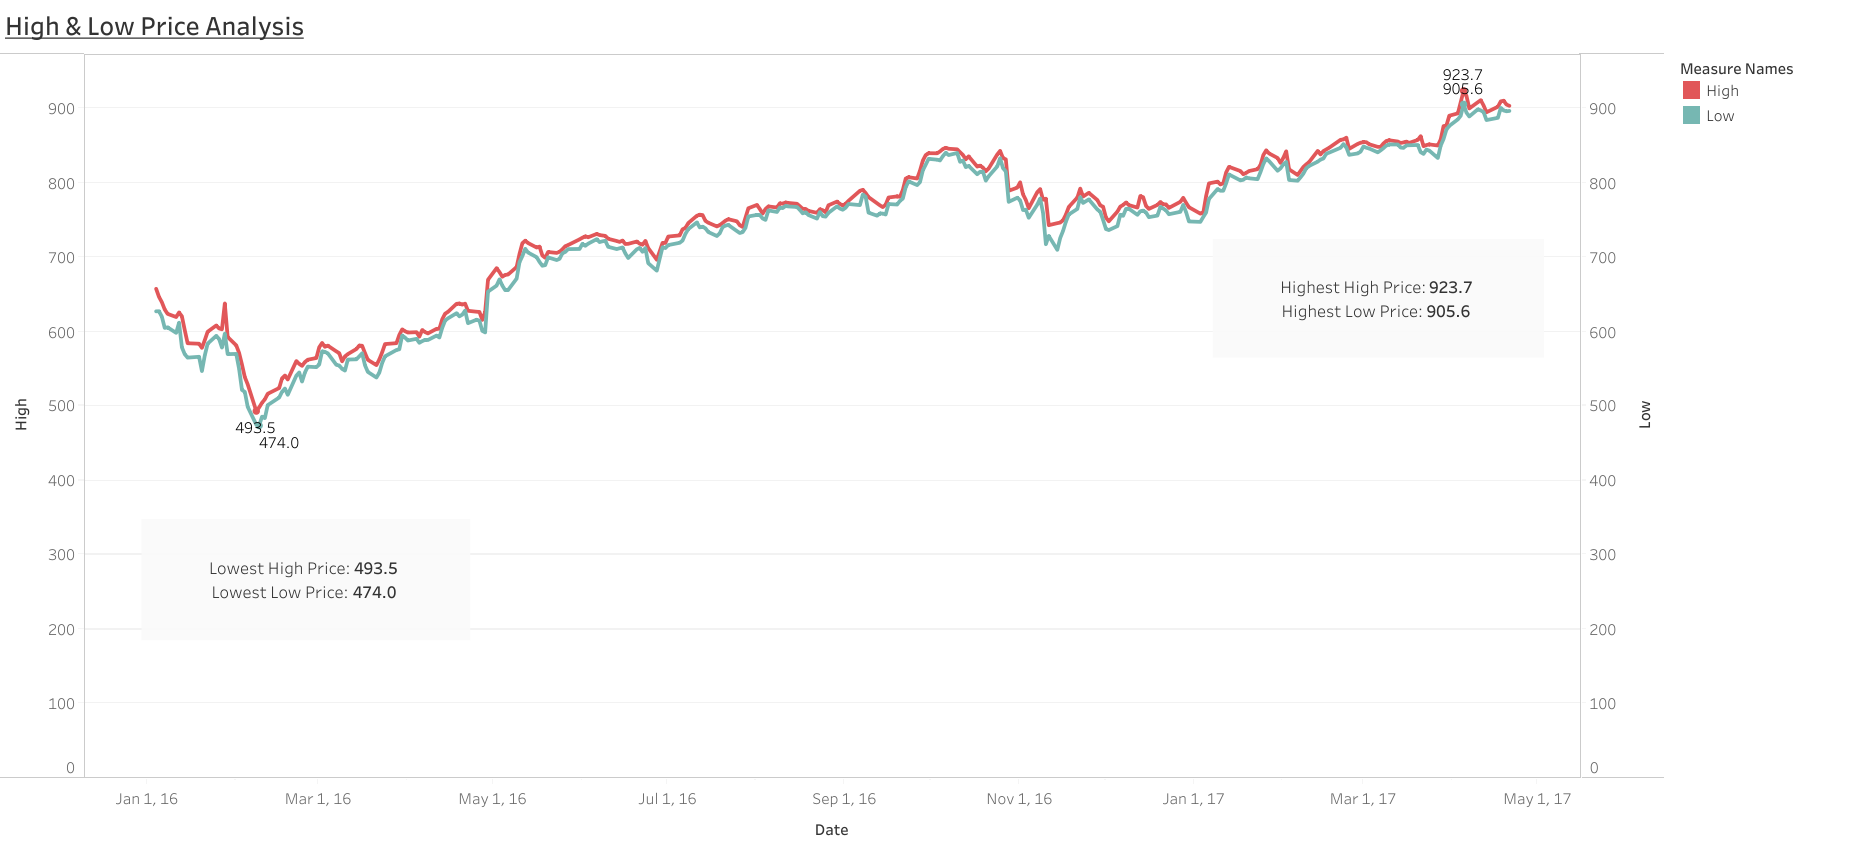 High & Low Price Analysis
Measure Names
High
Low
923.7
905.6
900
800
700
600
500
400
300
200
100
0
High
900
800
700
600
500
400
300
200
100
0
Low
493.5
474.0
Highest High Price: 923.7
Highest Low Price: 905.6
Lowest High Price: 493.5
Lowest Low Price: 474.0
Jan 1, 16
Mar 1, 16
May 1, 16
Jul 1, 16
Sep 1, 16
Nov 1, 16
Jan 1, 17
Mar 1, 17
May 1, 17
Date